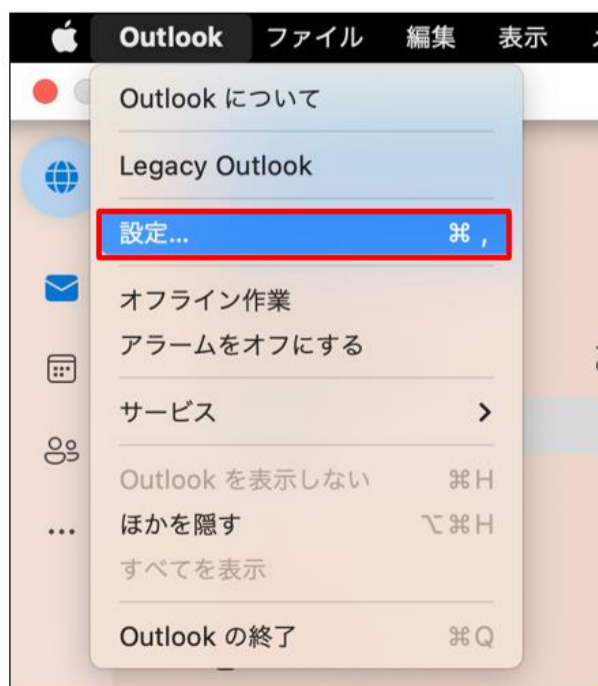 Outlook ファイル 編集 表示
Outlook について
Legacy Outlook
設定... ⌘ ,
オフライン作業
アラームをオフにする
サービス
Outlook を表示しない ⌘H
ほかを隠す ⌥⌘H
すべてを表示
Outlook の終了 ⌘Q